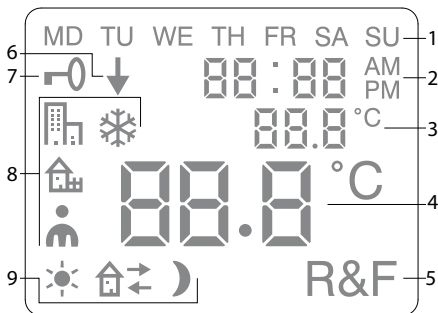 MD TU WE TH FR SA SU 1
6
7 88:88 AM PM 2
88.8 °C 3
8 88.8 °C 4
9 R&F 5